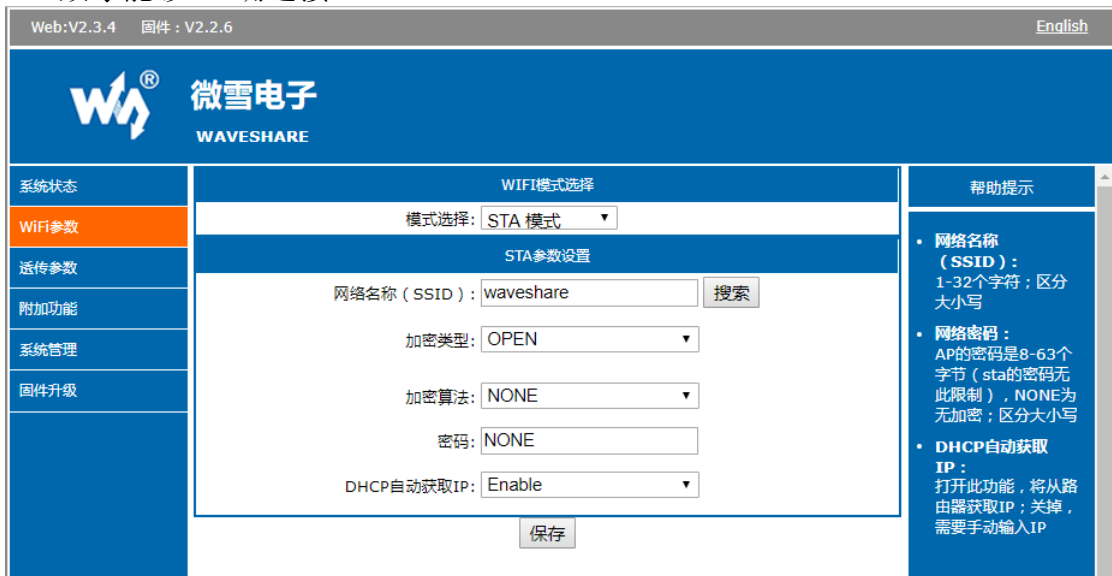 Web:V2.3.4 固件：V2.2.6 English
W ®
微雪电子
WAVESHARE
系统状态
WiFi参数
透传参数
附加功能
系统管理
固件升级
WIFI模式选择
模式选择: STA 模式
STA参数设置
网络名称（SSID）: waveshare 搜索
加密类型: OPEN
加密算法: NONE
密码: NONE
DHCP自动获取IP: Enable
保存
帮助提示
• 网络名称
（SSID）：
1-32个字符；区分
大小写
• 网络密码：
AP的密码是8-63个
字节（sta的密码无
此限制），NONE为
无加密；区分大小写
• DHCP自动获取
IP：
打开此功能，将从路
由器获取IP；关掉，
需要手动输入IP